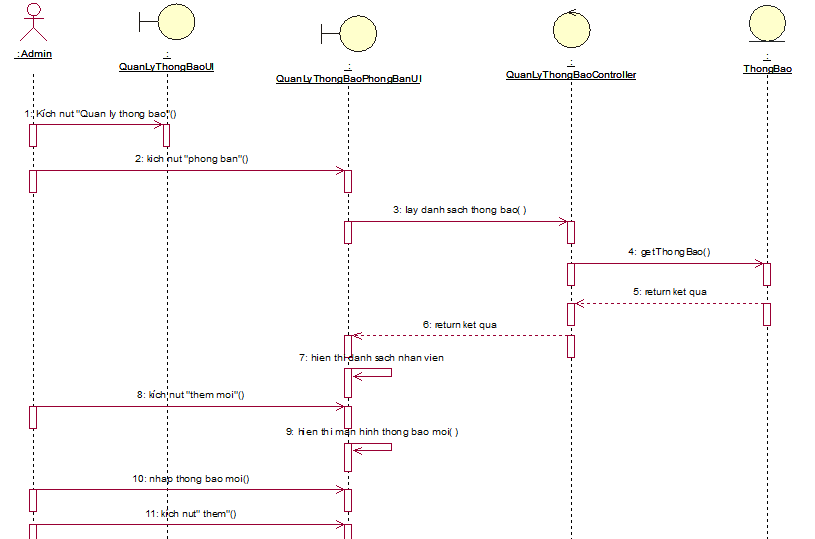 :Admin
:
QuanLyThongBaoUI
:
QuanLyThongBaoPhongBanUI
:
QuanLyThongBaoController
:
ThongBao
1: Kich nut "Quan ly thong bao"()
2: kich nut "phong ban"()
3: lay danh sach thong bao( )
4: getThongBao()
5: return ket qua
6: return ket qua
7: hien thi danh sach nhan vien
8: kich nut "them moi"()
9: hien thi man hinh thong bao moi( )
10: nhap thong bao moi()
11: kich nut" them"()